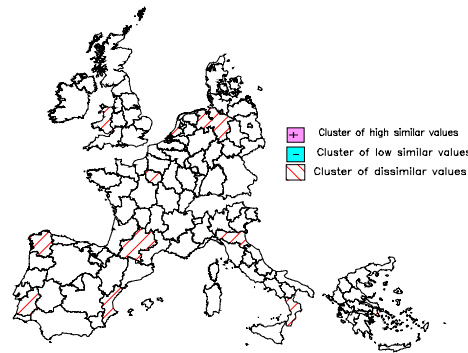 + Cluster of high similar values
- Cluster of low similar values
Cluster of dissimilar values